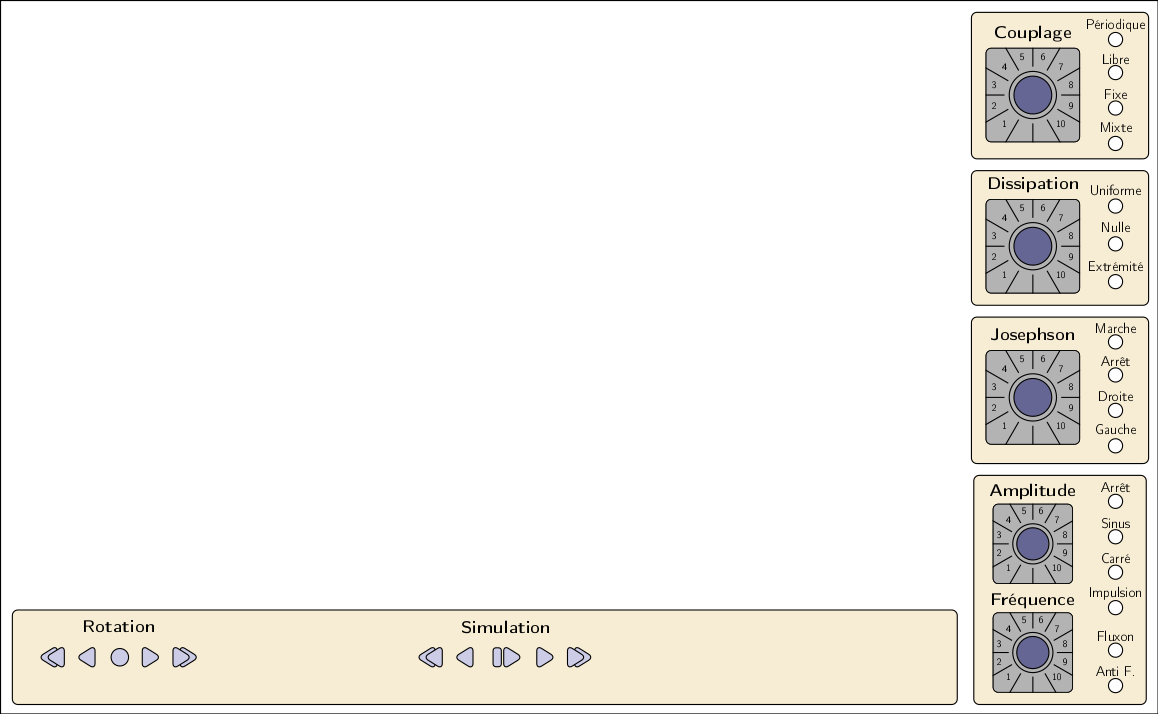 Couplage
Périodique
Libre
Fixe
Mixte
1 2 3 4 5 6 7 8 9 10
Dissipation
Uniforme
Nulle
Extrémité
1 2 3 4 5 6 7 8 9 10
Josephson
Marche
Arrêt
Droite
Gauche
1 2 3 4 5 6 7 8 9 10
Amplitude
1 2 3 4 5 6 7 8 9 10
Arrêt
Sinus
Carré
Impulsion
Fréquence
1 2 3 4 5 6 7 8 9 10
Fluxon
Anti F.
Rotation
Simulation